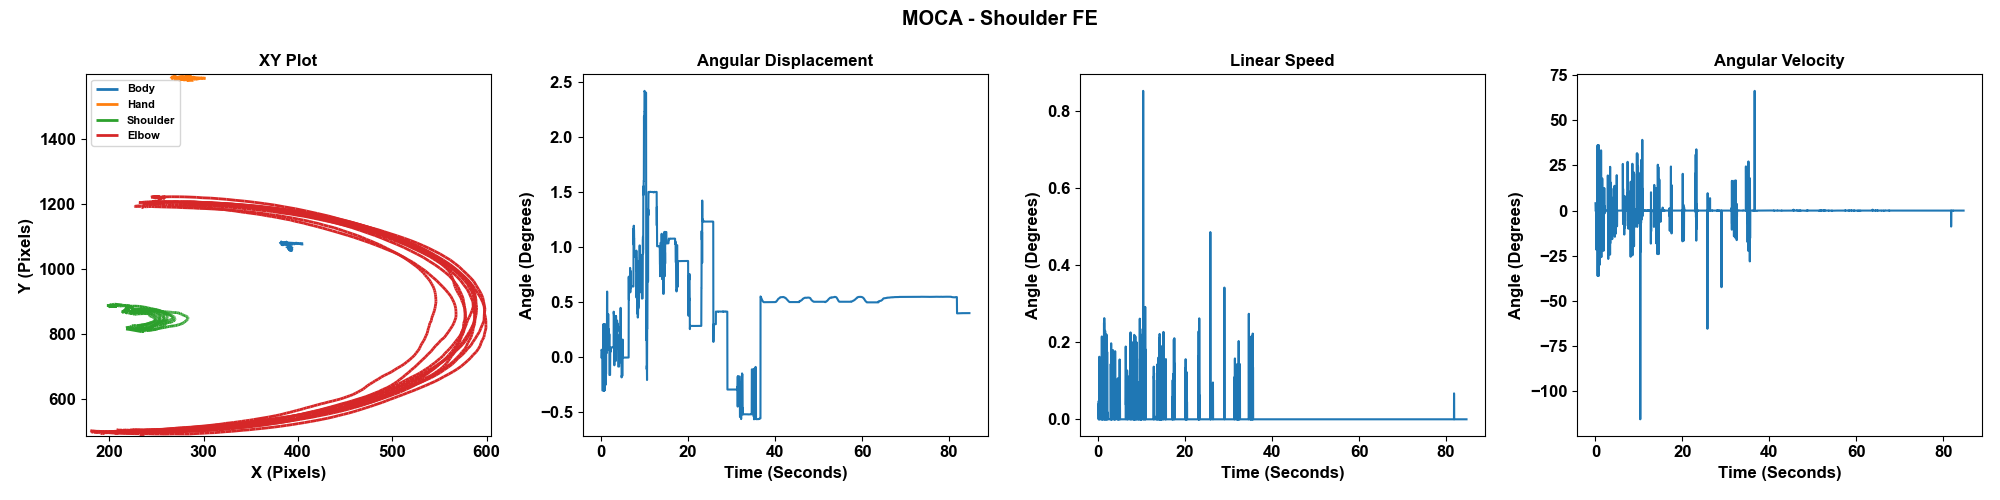 MOCA - Shoulder FE
XY Plot
Body
Hand
Shoulder
Elbow
1400
1200
1000
800
600
200 300 400 500 600
Y (Pixels)
X (Pixels)
Angular Displacement
2.5
2.0
1.5
1.0
0.5
0.0
−0.5
0 20 40 60 80
Angle (Degrees)
Time (Seconds)
Linear Speed
0.8
0.6
0.4
0.2
0.0
0 20 40 60 80
Angle (Degrees)
Time (Seconds)
Angular Velocity
75
50
25
0
−25
−50
−75
−100
0 20 40 60 80
Angle (Degrees)
Time (Seconds)